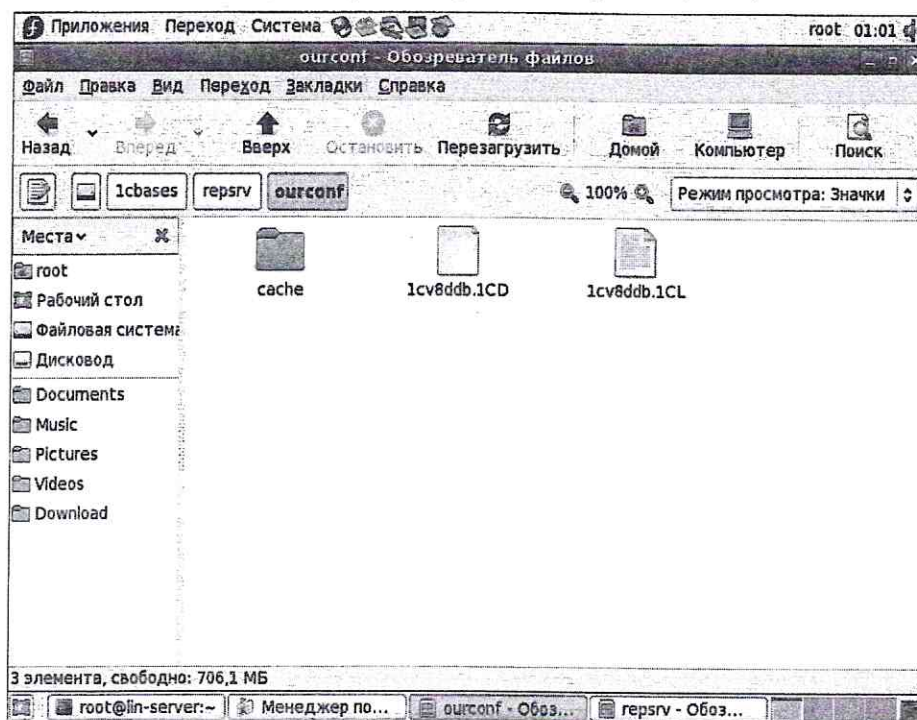 Приложения Переход Система root 01:01
ourconf - Обозреватель файлов
Файл Правка Вид Переход Закладки Справка
Назад Вперед Вверх Остановить Перезагрузить Домой Компьютер Поиск
1cbases repsrv ourconf 100% Режим просмотра: Значки
Места
root
Рабочий стол
Файловая система
Дисковод
Documents
Music
Pictures
Videos
Download
cache 1cv8ddb.1CD 1cv8ddb.1CL
3 элемента, свободно: 706,1 МБ
root@lin-server:~ Менеджер по... ourconf - Обоз... repsrv - Обоз...